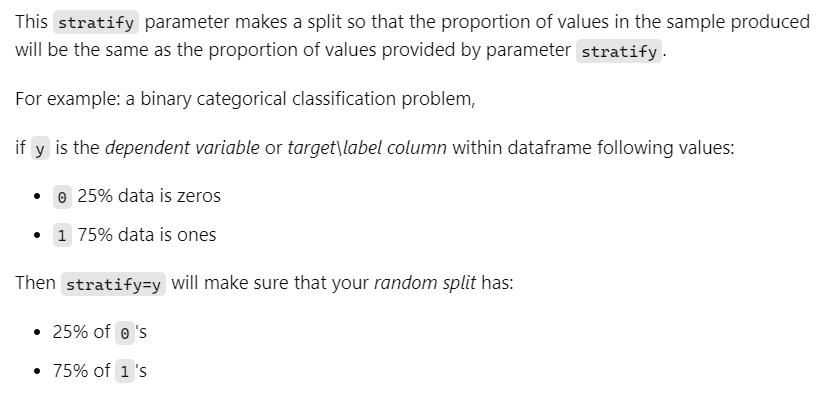 This stratify parameter makes a split so that the proportion of values in the sample produced
will be the same as the proportion of values provided by parameter stratify.
For example: a binary categorical classification problem,
if y is the dependent variable or target\label column within dataframe following values:
• 0 25% data is zeros
• 1 75% data is ones
Then stratify=y will make sure that your random split has:
• 25% of 0's
• 75% of 1's